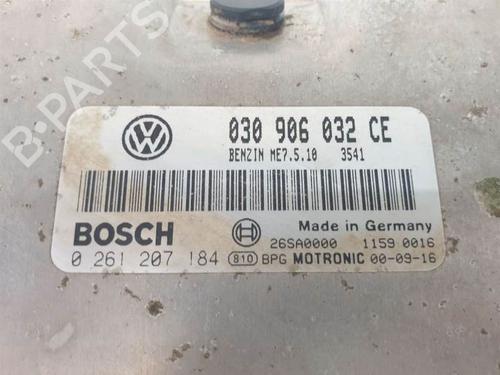 B-PARTS
VW
030 906 032 CE
BENZIN ME7.5.10 3541
BOSCH
Made in Germany
26SA0000 1159 0016
0 261 207 184 810 BPG MOTRONIC 00-09-16